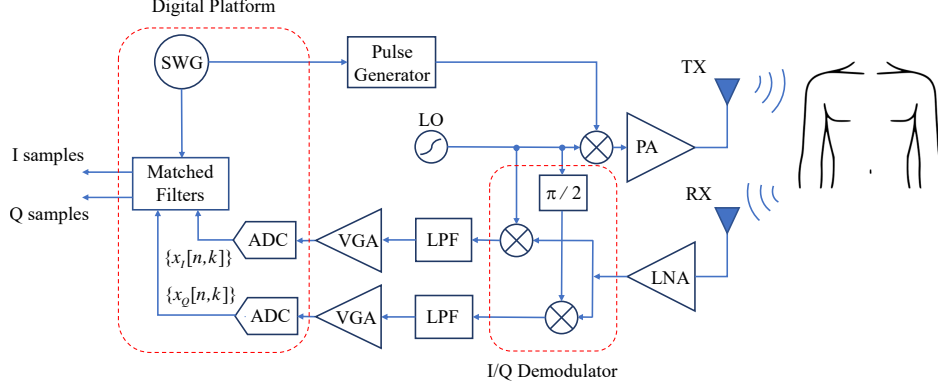 Digital Platform
SWG
Pulse
Generator
TX
LO
PA
I samples
Matched
Filters
π / 2
Q samples
RX
ADC
VGA
LPF
LNA
{x_I[n,k]}
{x_Q[n,k]}
ADC
VGA
LPF
I/Q Demodulator